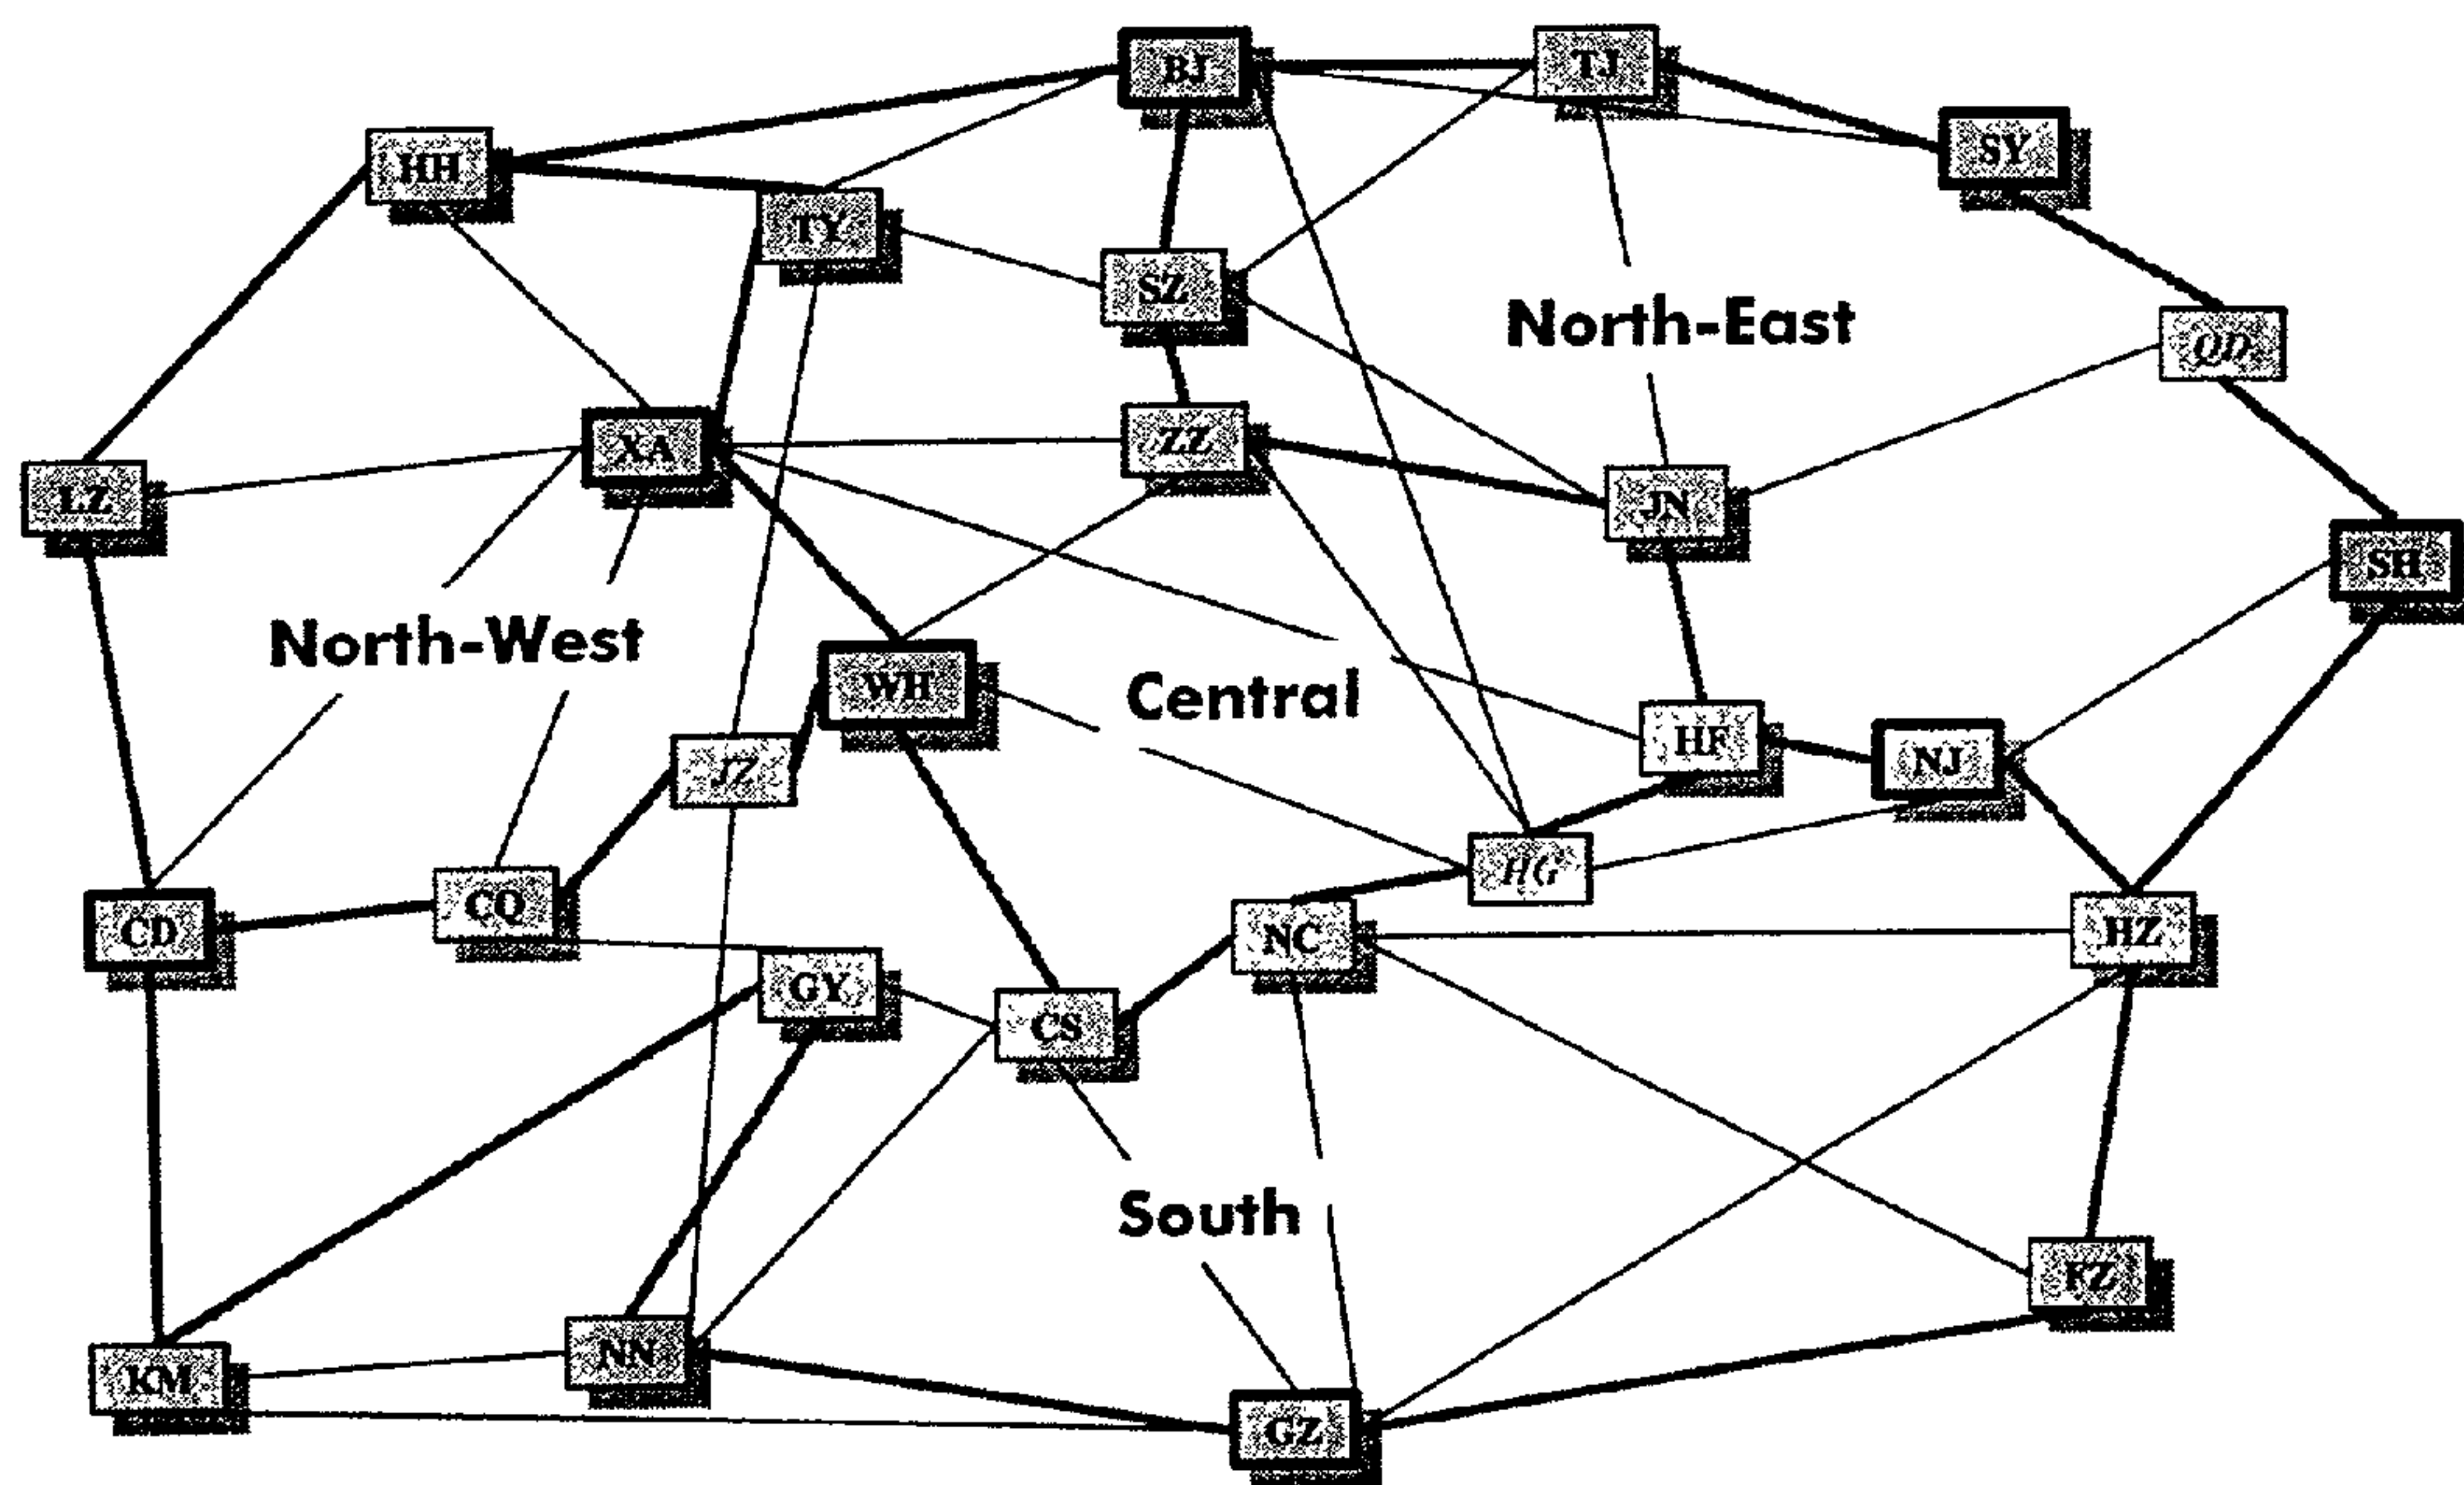 BJ
TJ
SY
HH
TY
SZ
North-East
QD
XA
ZZ
LZ
JN
SH
North-West
WH
Central
JZ
HF
NJ
HG
CQ
CD
NC
HZ
GY
CS
South
FZ
NN
KM
GZ